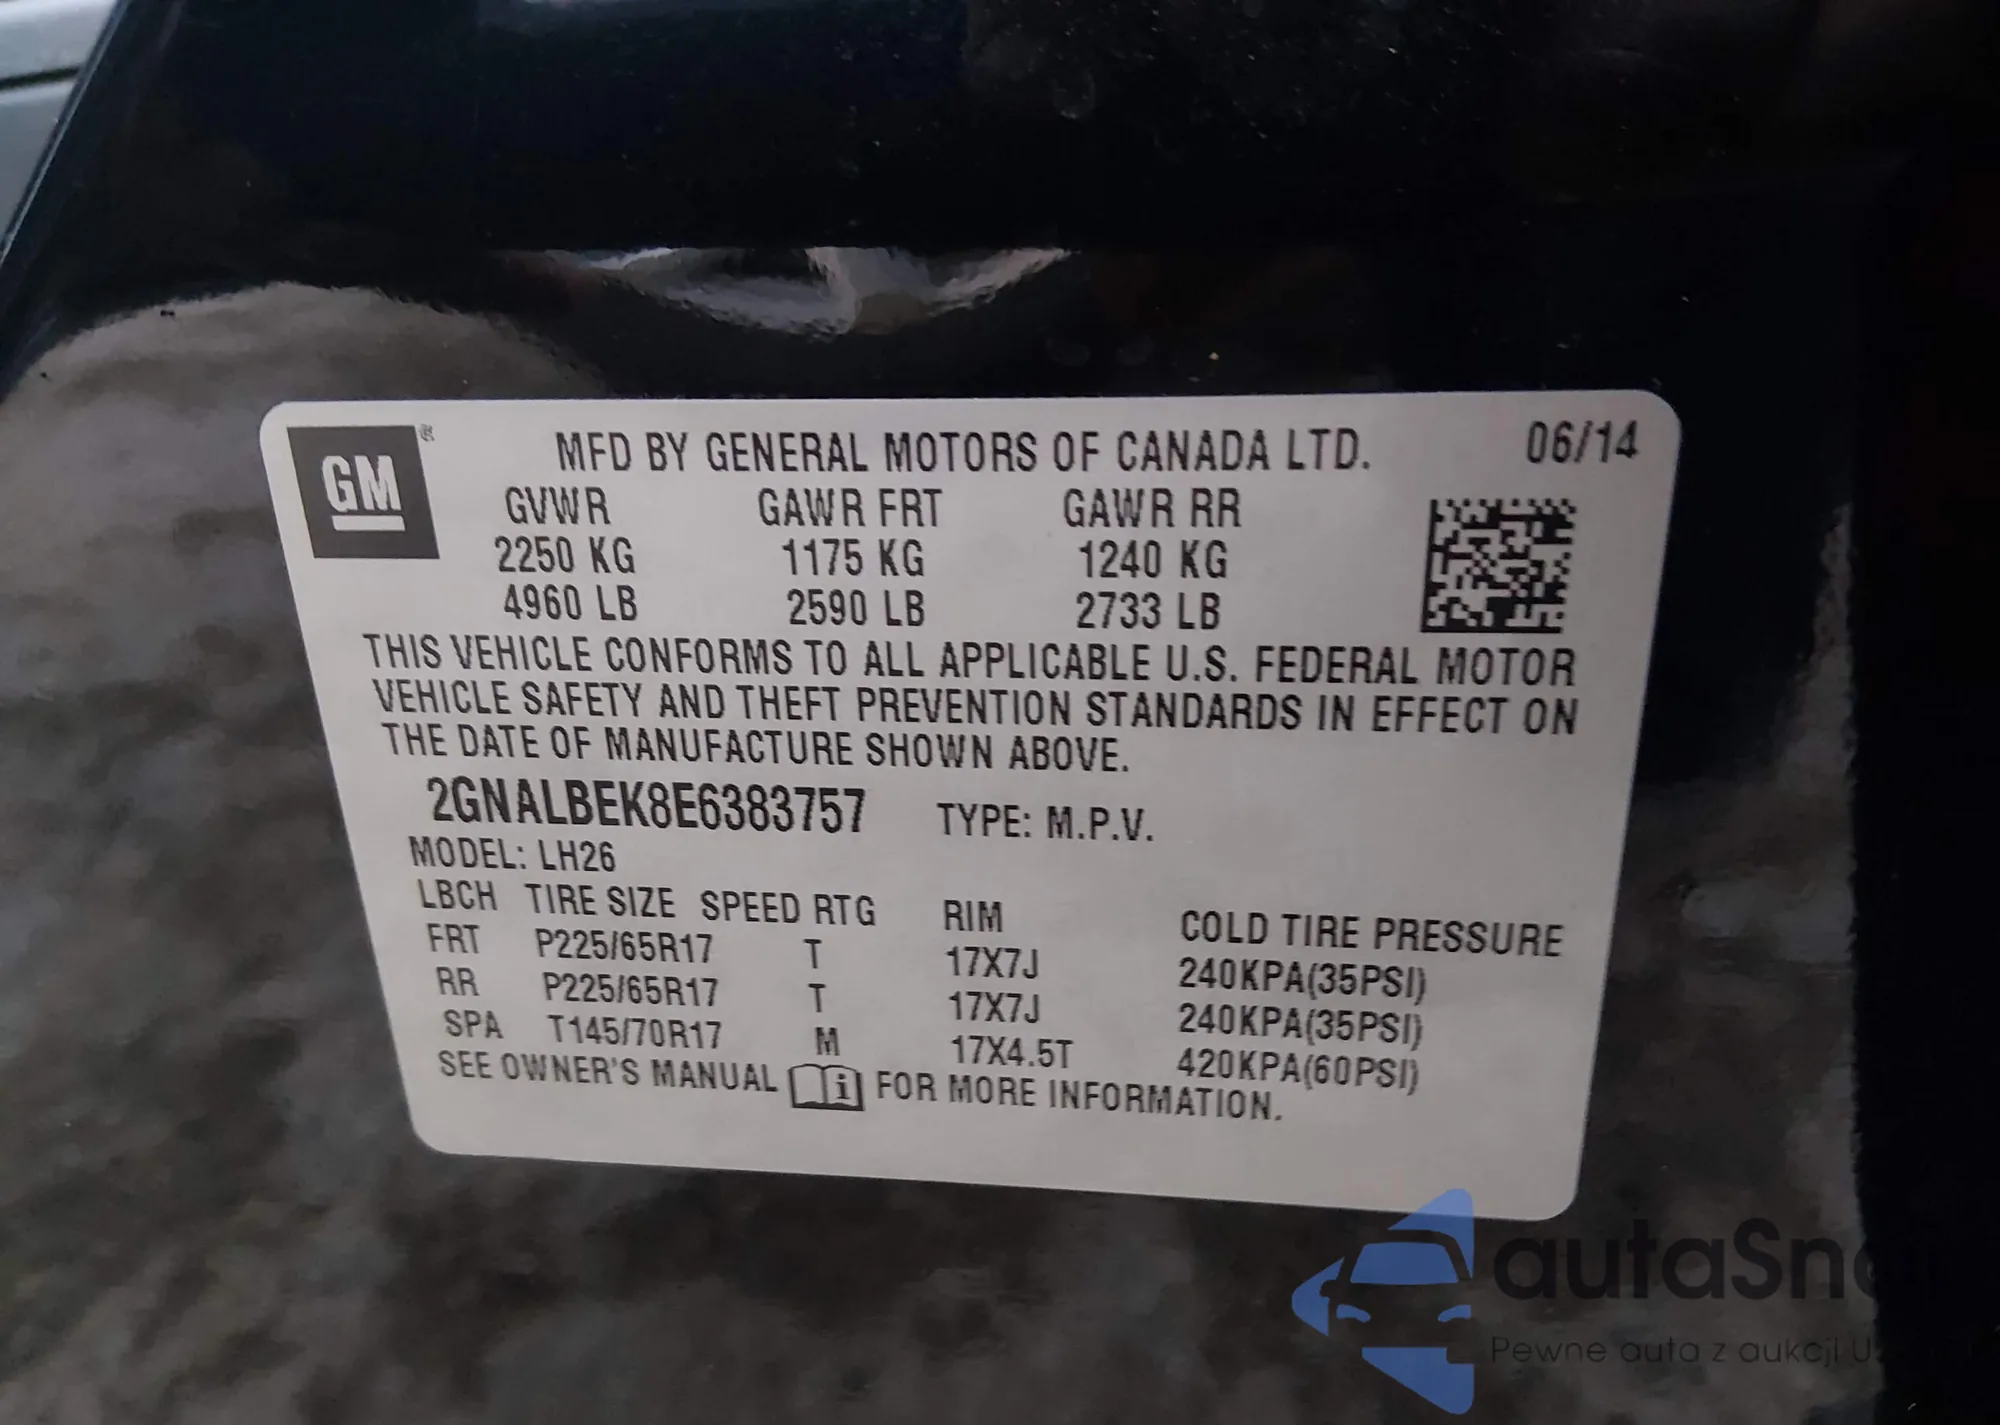 GM
®
MFD BY GENERAL MOTORS OF CANADA LTD. 06/14
GVWR GAWR FRT GAWR RR
2250 KG 1175 KG 1240 KG
4960 LB 2590 LB 2733 LB
THIS VEHICLE CONFORMS TO ALL APPLICABLE U.S. FEDERAL MOTOR
VEHICLE SAFETY AND THEFT PREVENTION STANDARDS IN EFFECT ON
THE DATE OF MANUFACTURE SHOWN ABOVE.
2GNALBEK8E6383757 TYPE: M.P.V.
MODEL: LH26
LBCH TIRE SIZE SPEED RTG RIM COLD TIRE PRESSURE
FRT P225/65R17 T 17X7J 240KPA(35PSI)
RR P225/65R17 T 17X7J 240KPA(35PSI)
SPA T145/70R17 M 17X4.5T 420KPA(60PSI)
SEE OWNER'S MANUAL i FOR MORE INFORMATION.
Pewne auta z aukcji